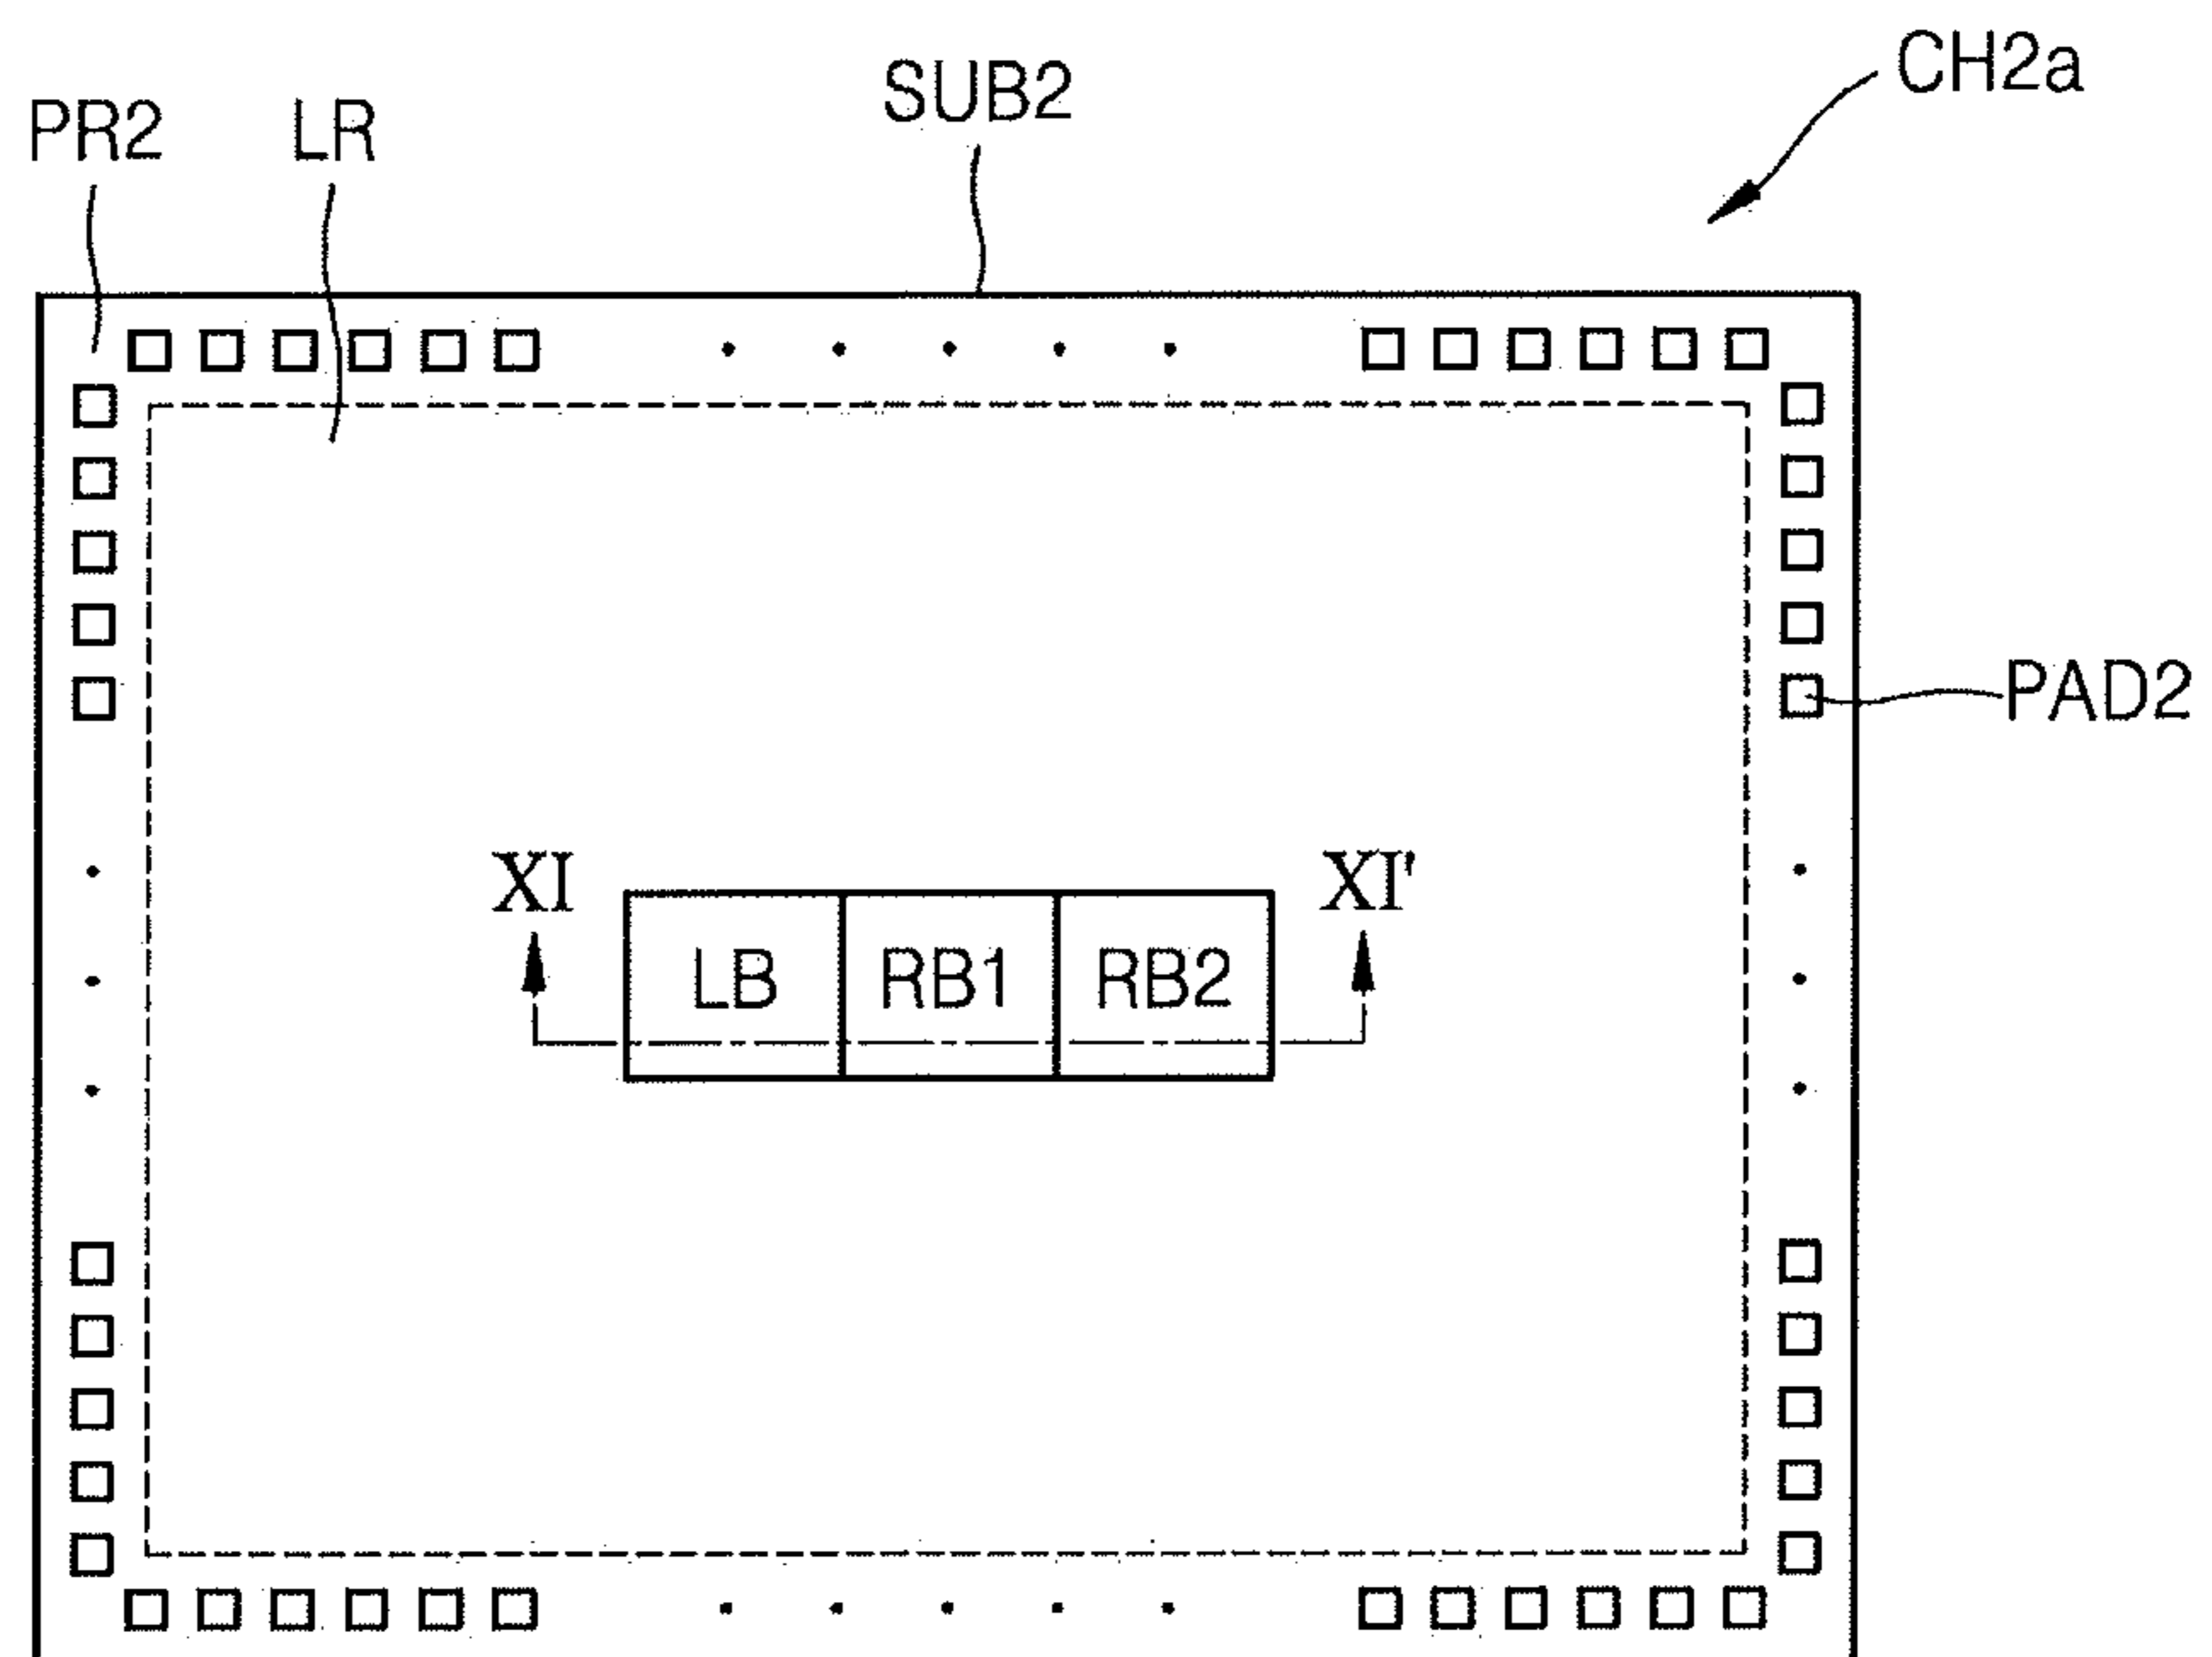 CH2a
SUB2
PR2 LR
PAD2
XI XI'
LB RB1 RB2